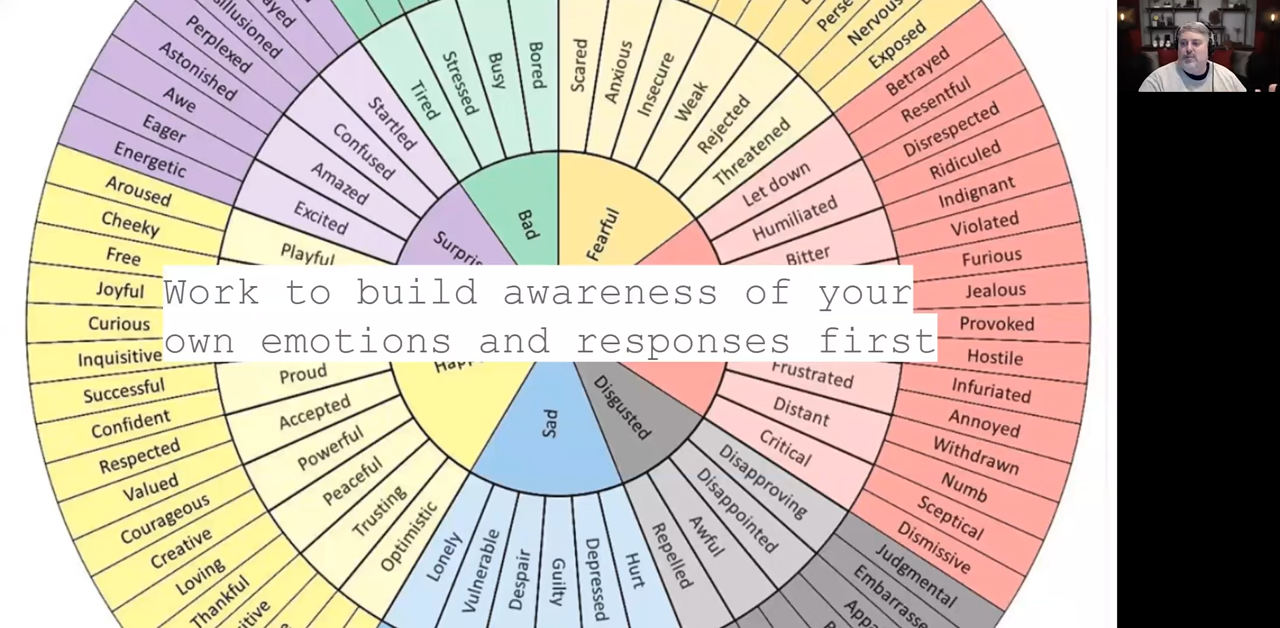 Disillusioned
Perplexed
Astonished
Awe
Eager
Energetic
Startled
Confused
Amazed
Excited
Tired
Stressed
Busy
Bored
Bad
Scared
Anxious
Insecure
Weak
Rejected
Threatened
Fearful
Nervous
Exposed
Betrayed
Resentful
Disrespected
Ridiculed
Indignant
Violated
Furious
Jealous
Provoked
Hostile
Infuriated
Annoyed
Withdrawn
Numb
Sceptical
Dismissive
Let down
Humiliated
Bitter
Frustrated
Distant
Critical
Work to build awareness of your
own emotions and responses first
Disgusted
Disapproving
Disappointed
Awful
Repelled
Judgmental
Sad
Hurt
Depressed
Guilty
Despair
Vulnerable
Lonely
Playful
Proud
Accepted
Powerful
Peaceful
Trusting
Optimistic
Aroused
Cheeky
Free
Joyful
Curious
Inquisitive
Successful
Confident
Respected
Valued
Courageous
Creative
Loving
Thankful